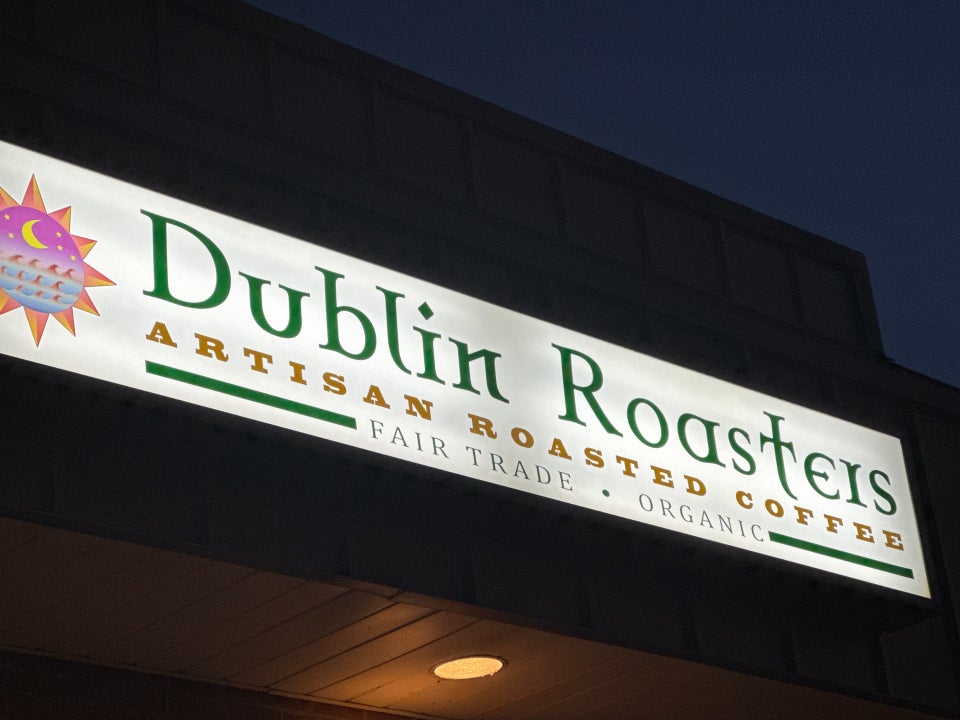 Dublin Roasters
ARTISAN ROASTED COFFEE
FAIR TRADE • ORGANIC